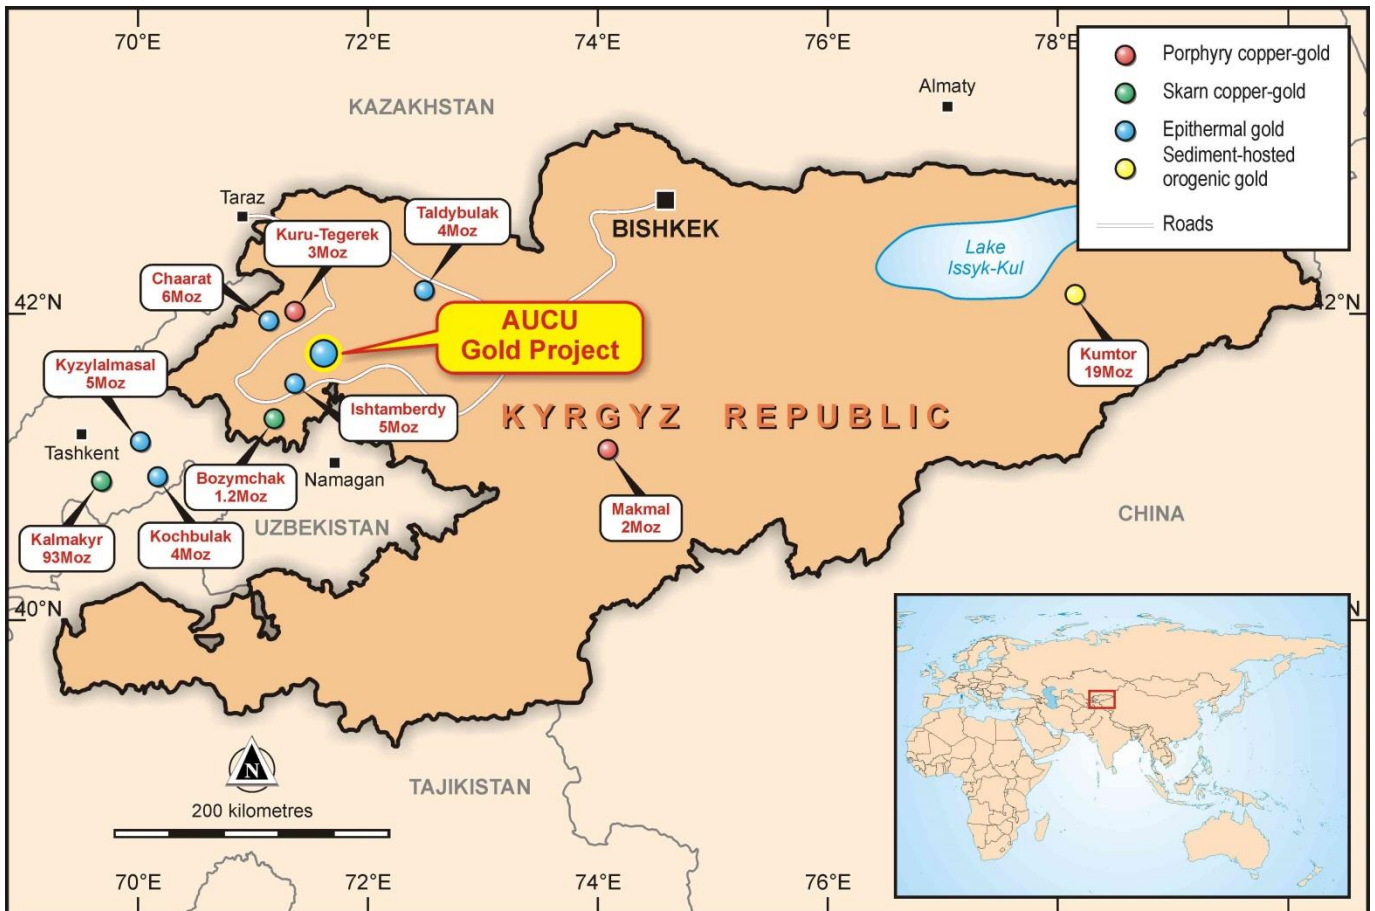 70°E
72°E
74°E
76°E
78°E
Porphyry copper-gold
Skarn copper-gold
Epithermal gold
Sediment-hosted
orogenic gold
Roads
KAZAKHSTAN
Almaty
Taraz
Taldybulak
4Moz
Kuru-Tegerek
3Moz
BISHKEK
Lake
Issyk-Kul
Chaarat
6Moz
42°N
42°N
AUCU
Gold Project
Kumtor
19Moz
Kyzylalmasal
5Moz
Ishtamberdy
5Moz
KYRGYZ REPUBLIC
Tashkent
Bozymchak
1.2Moz
Namagan
Makmal
2Moz
CHINA
UZBEKISTAN
Kalmakyr
93Moz
Kochbulak
4Moz
40°N
N
N
200 kilometres
TAJIKISTAN
70°E
72°E
74°E
76°E